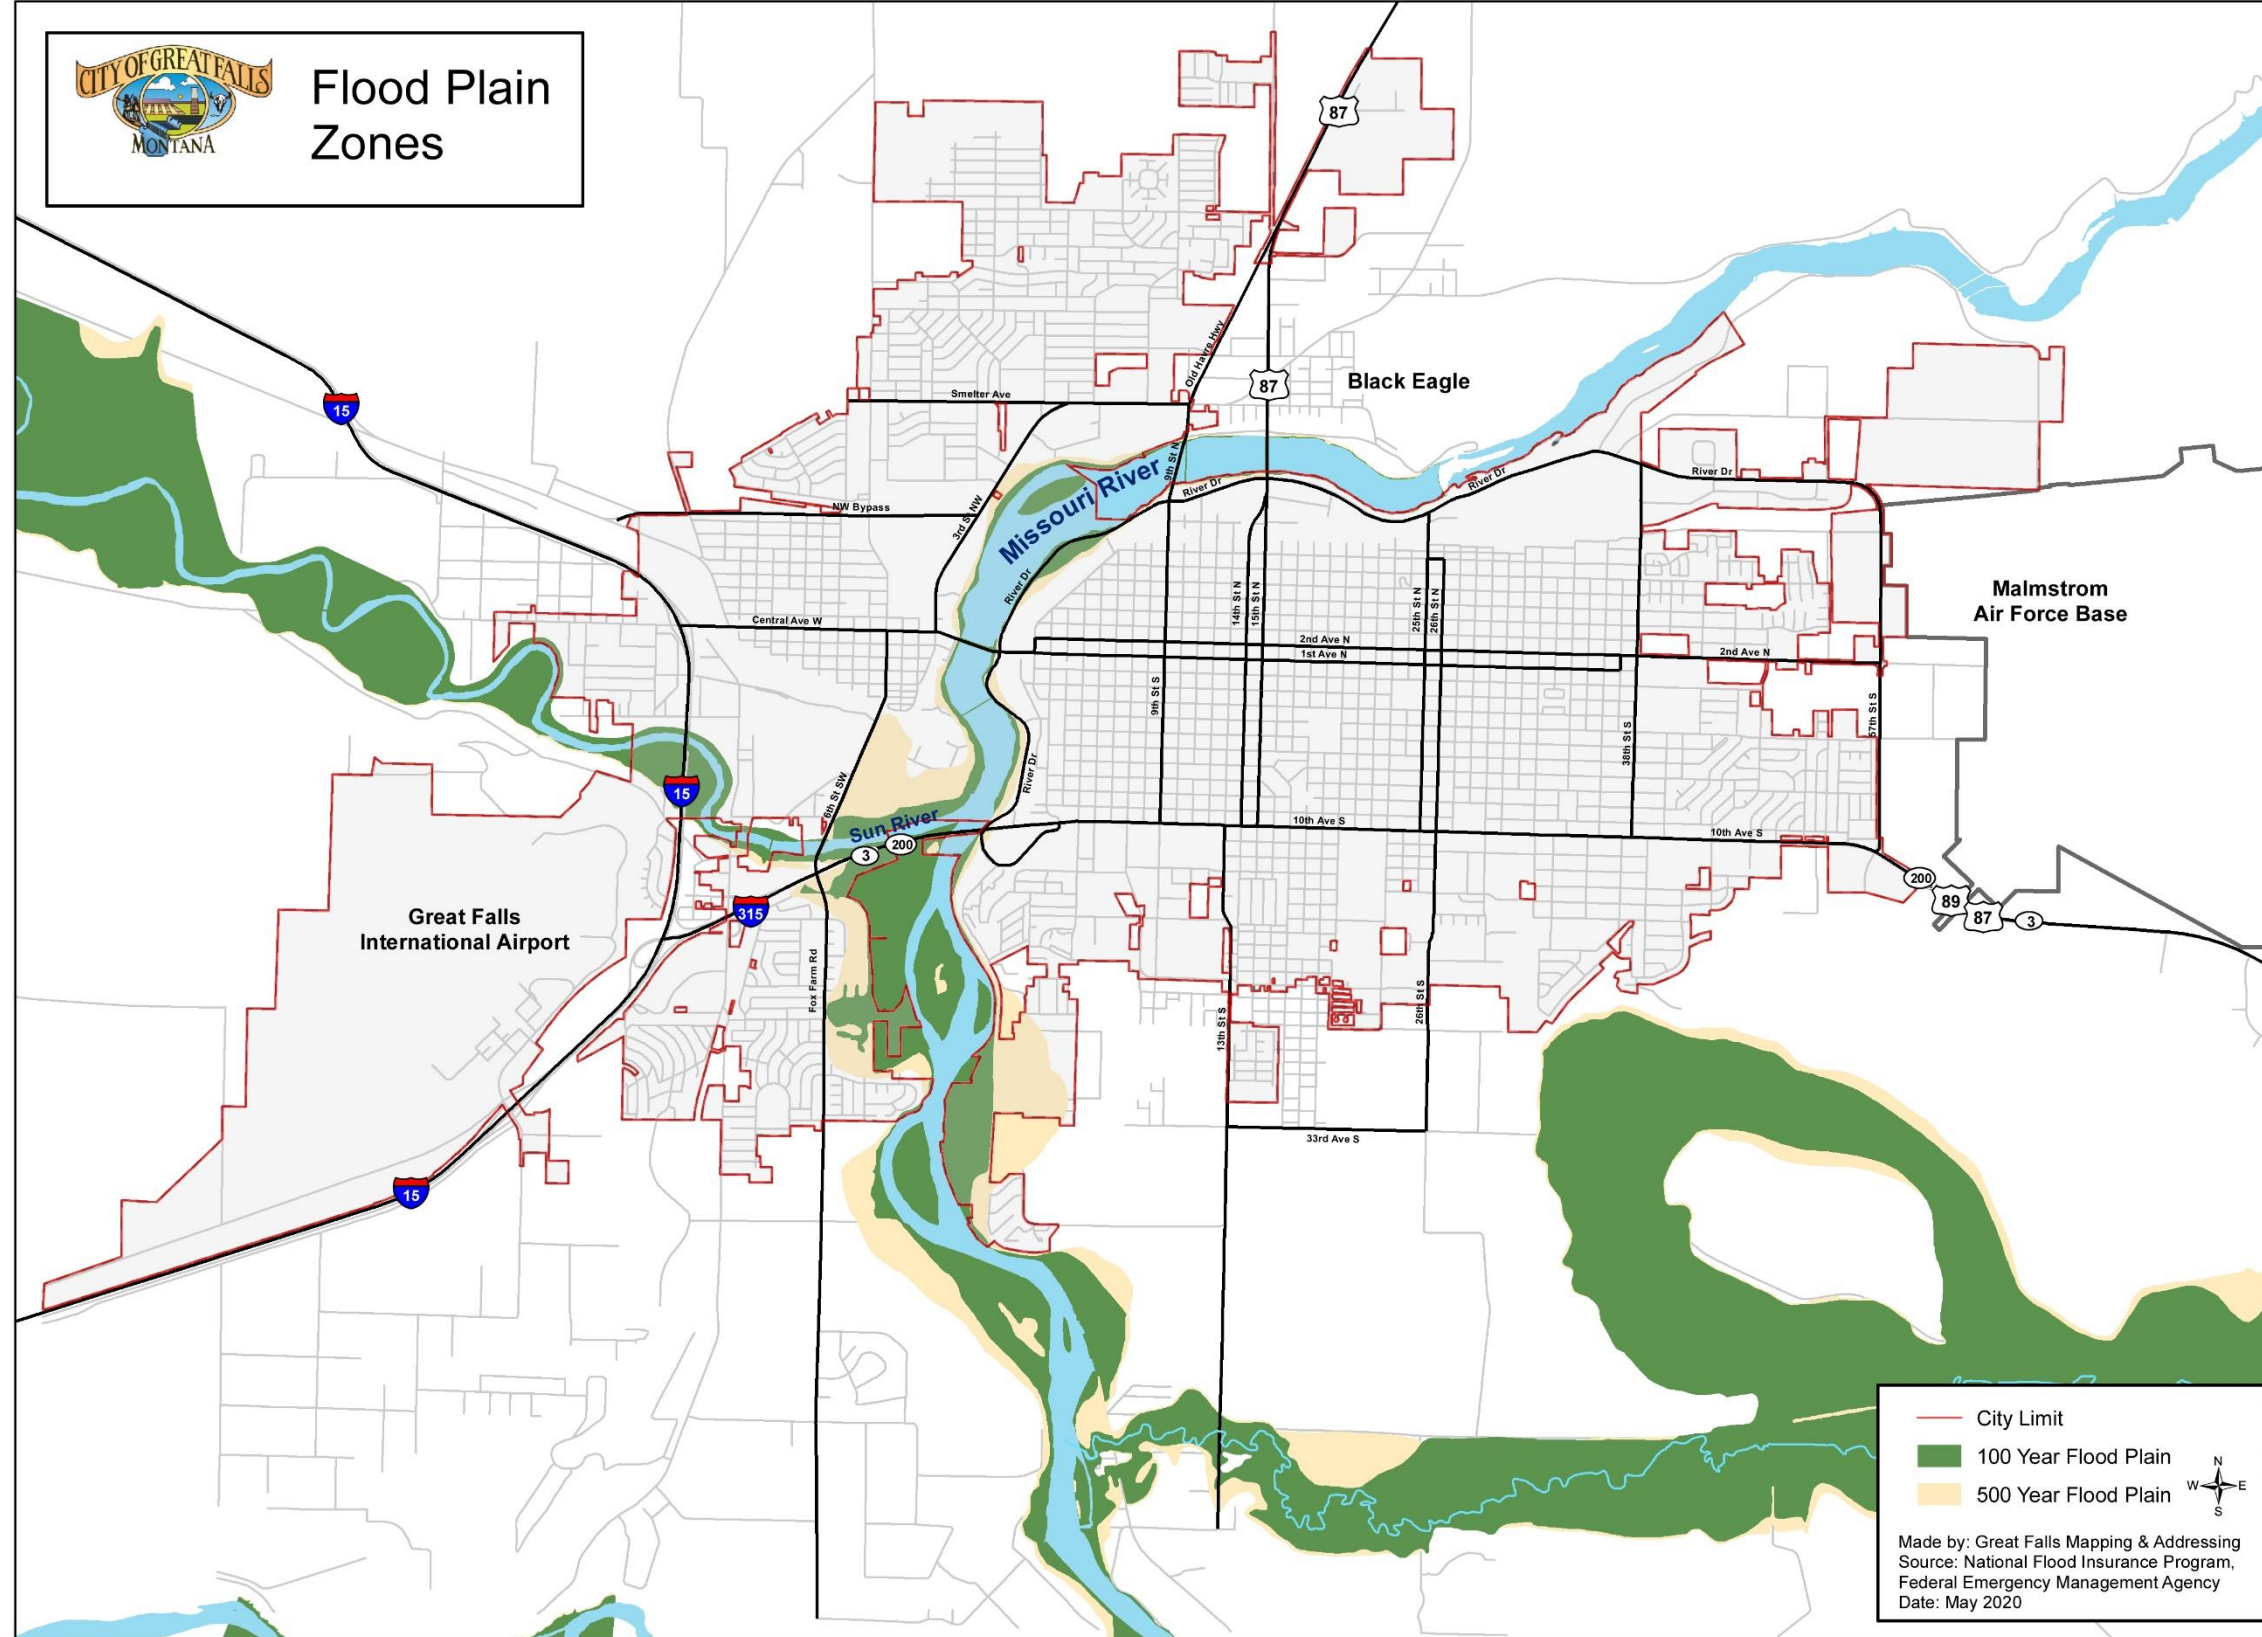 CITY OF GREAT FALLS
MONTANA
Flood Plain
Zones
87
15
Old Havre Hwy
87
Black Eagle
Smelter Ave
9th St N
Missouri River
River Dr
River Dr
River Dr
NW Bypass
3rd St NW
River Dr
14th St N
15th St N
25th St N
26th St N
Malmstrom
Air Force Base
Central Ave W
2nd Ave N
1st Ave N
2nd Ave N
9th St S
38th St S
57th St S
15
6th St SW
River Dr
Sun River
3
200
10th Ave S
10th Ave S
200
89
87
3
315
Great Falls
International Airport
Fox Farm Rd
13th St S
26th St S
33rd Ave S
15
City Limit
100 Year Flood Plain
500 Year Flood Plain
N
W
E
S
Made by: Great Falls Mapping & Addressing
Source: National Flood Insurance Program,
Federal Emergency Management Agency
Date: May 2020